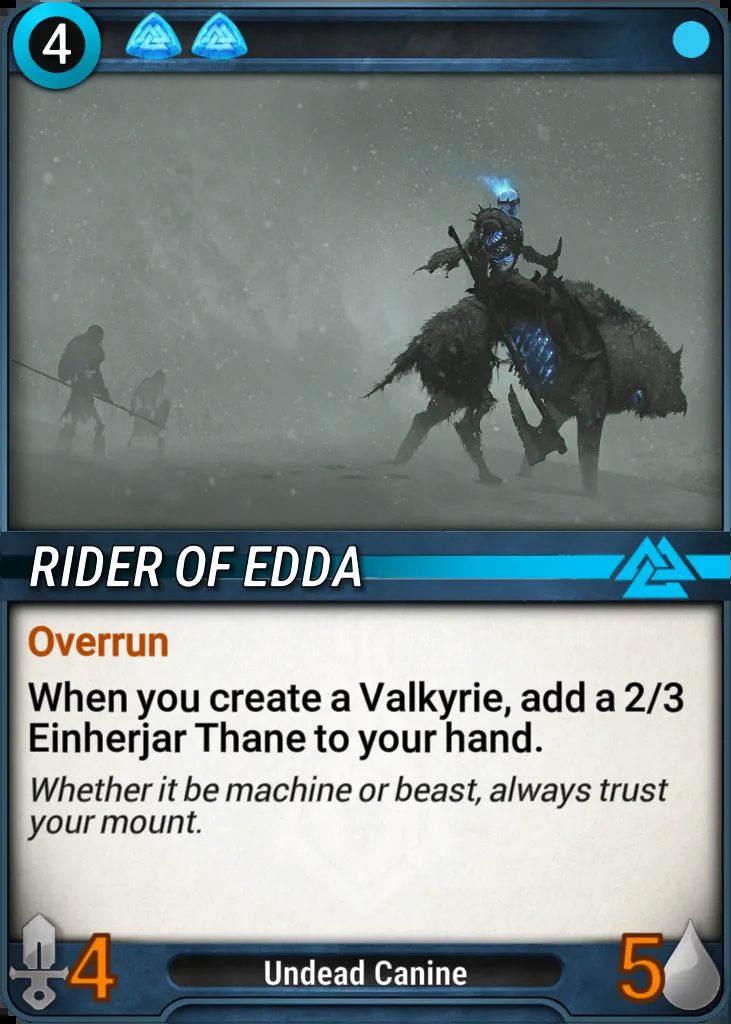 4
RIDER OF EDDA
Overrun
When you create a Valkyrie, add a 2/3
Einherjar Thane to your hand.
Whether it be machine or beast, always trust
your mount.
4
Undead Canine
5